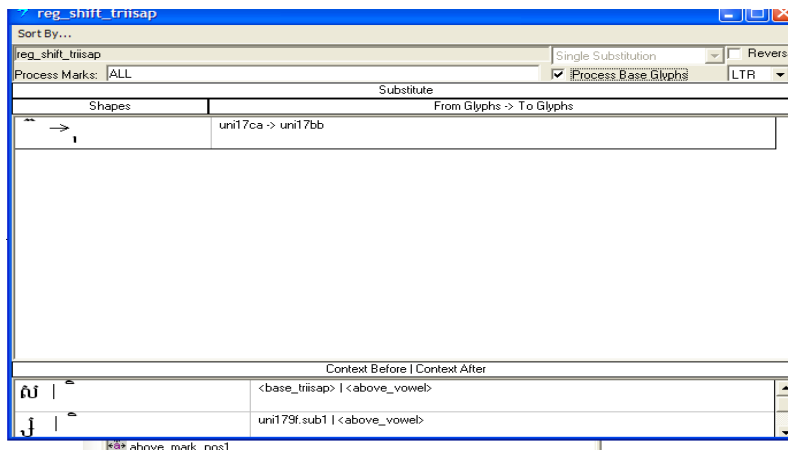 reg_shift_triisap
Sort By...
reg_shift_triisap Single Substitution Revers
Process Marks: ALL Process Base Glyphs LTR
Substitute
Shapes From Glyphs -> To Glyphs
uni17ca -> uni17bb
Context Before | Context After
<base_triisap> | <above_vowel>
uni179f.sub1 | <above_vowel>
above_mark_pos1